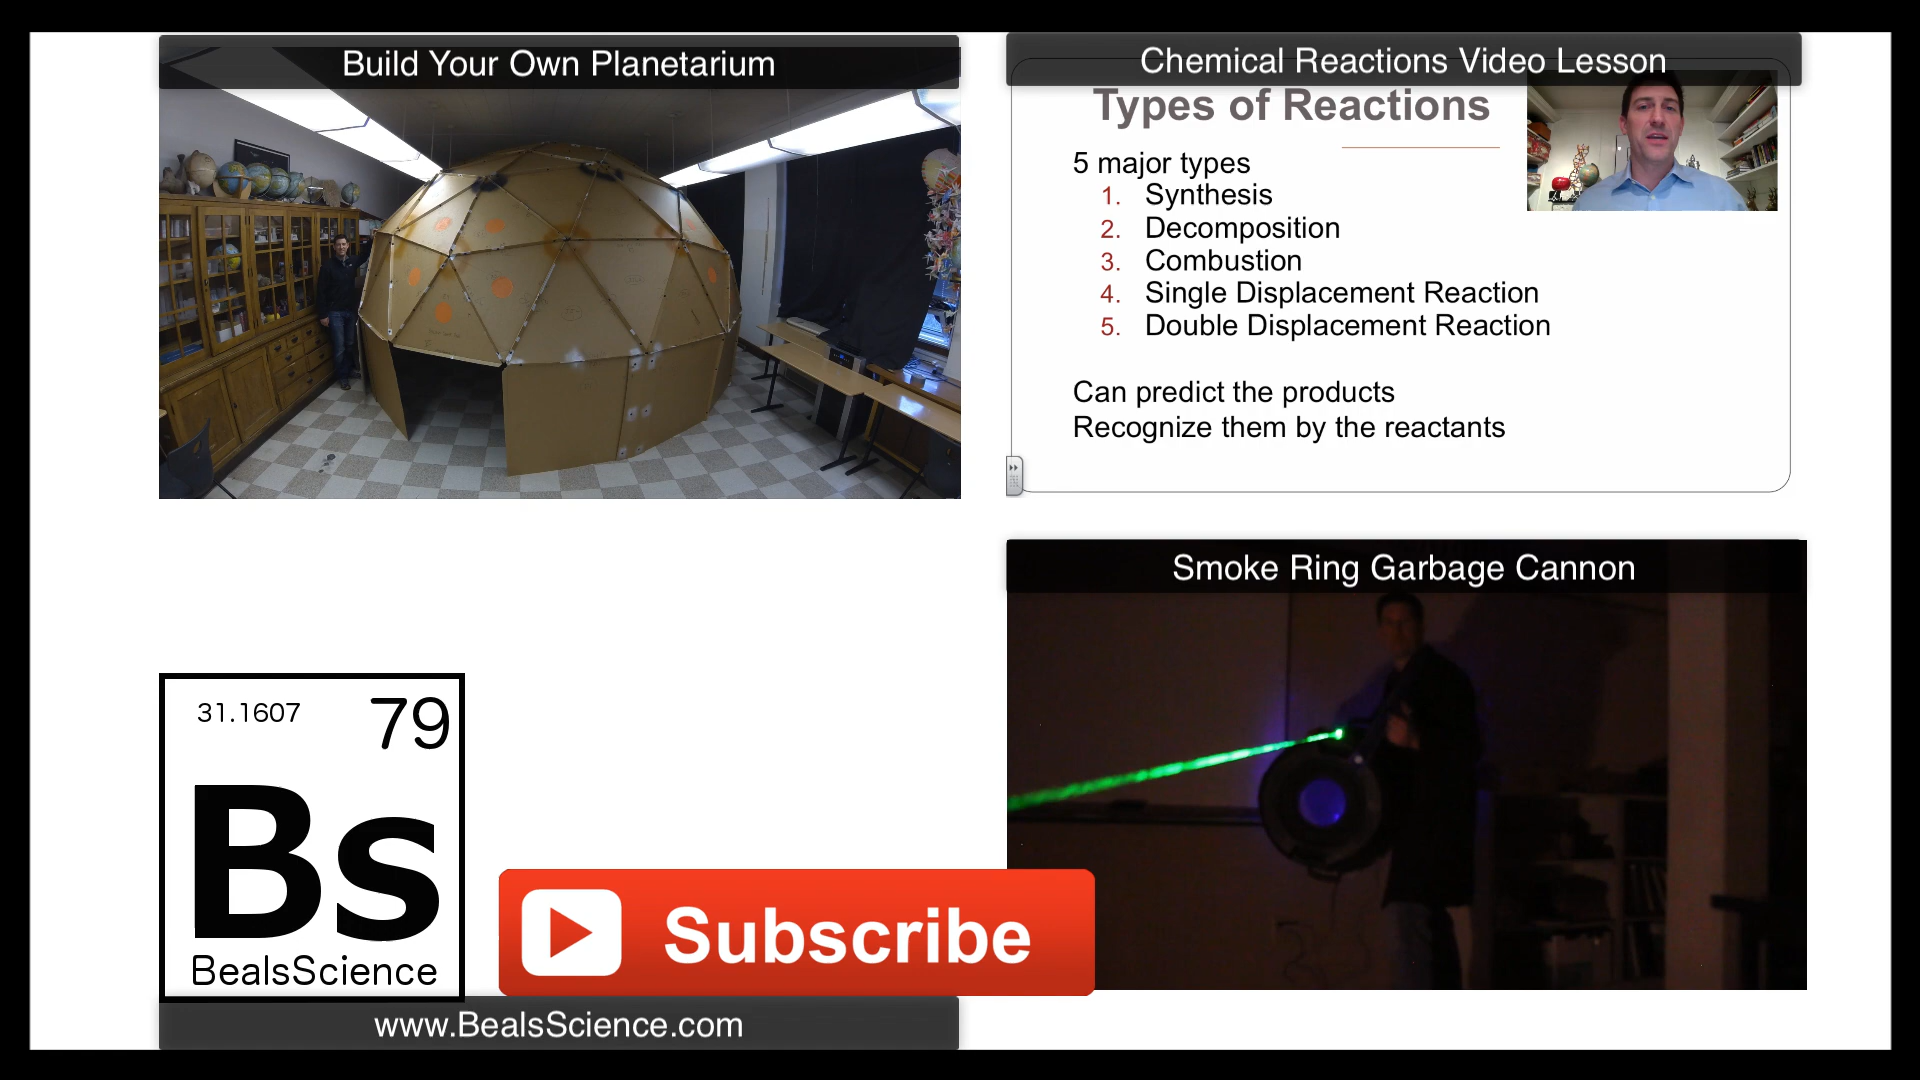 Build Your Own Planetarium
Chemical Reactions Video Lesson
Types of Reactions
5 major types
1. Synthesis
2. Decomposition
3. Combustion
4. Single Displacement Reaction
5. Double Displacement Reaction
Can predict the products
Recognize them by the reactants
Smoke Ring Garbage Cannon
31.1607 79
Bs
BealsScience
Subscribe
www.BealsScience.com